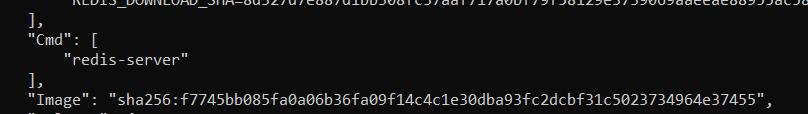 ],
"Cmd": [
"redis-server"
],
"Image": "sha256:f7745bb085fa0a06b36fa09f14c4c1e30dba93fc2dcbf31c5023734964e37455",